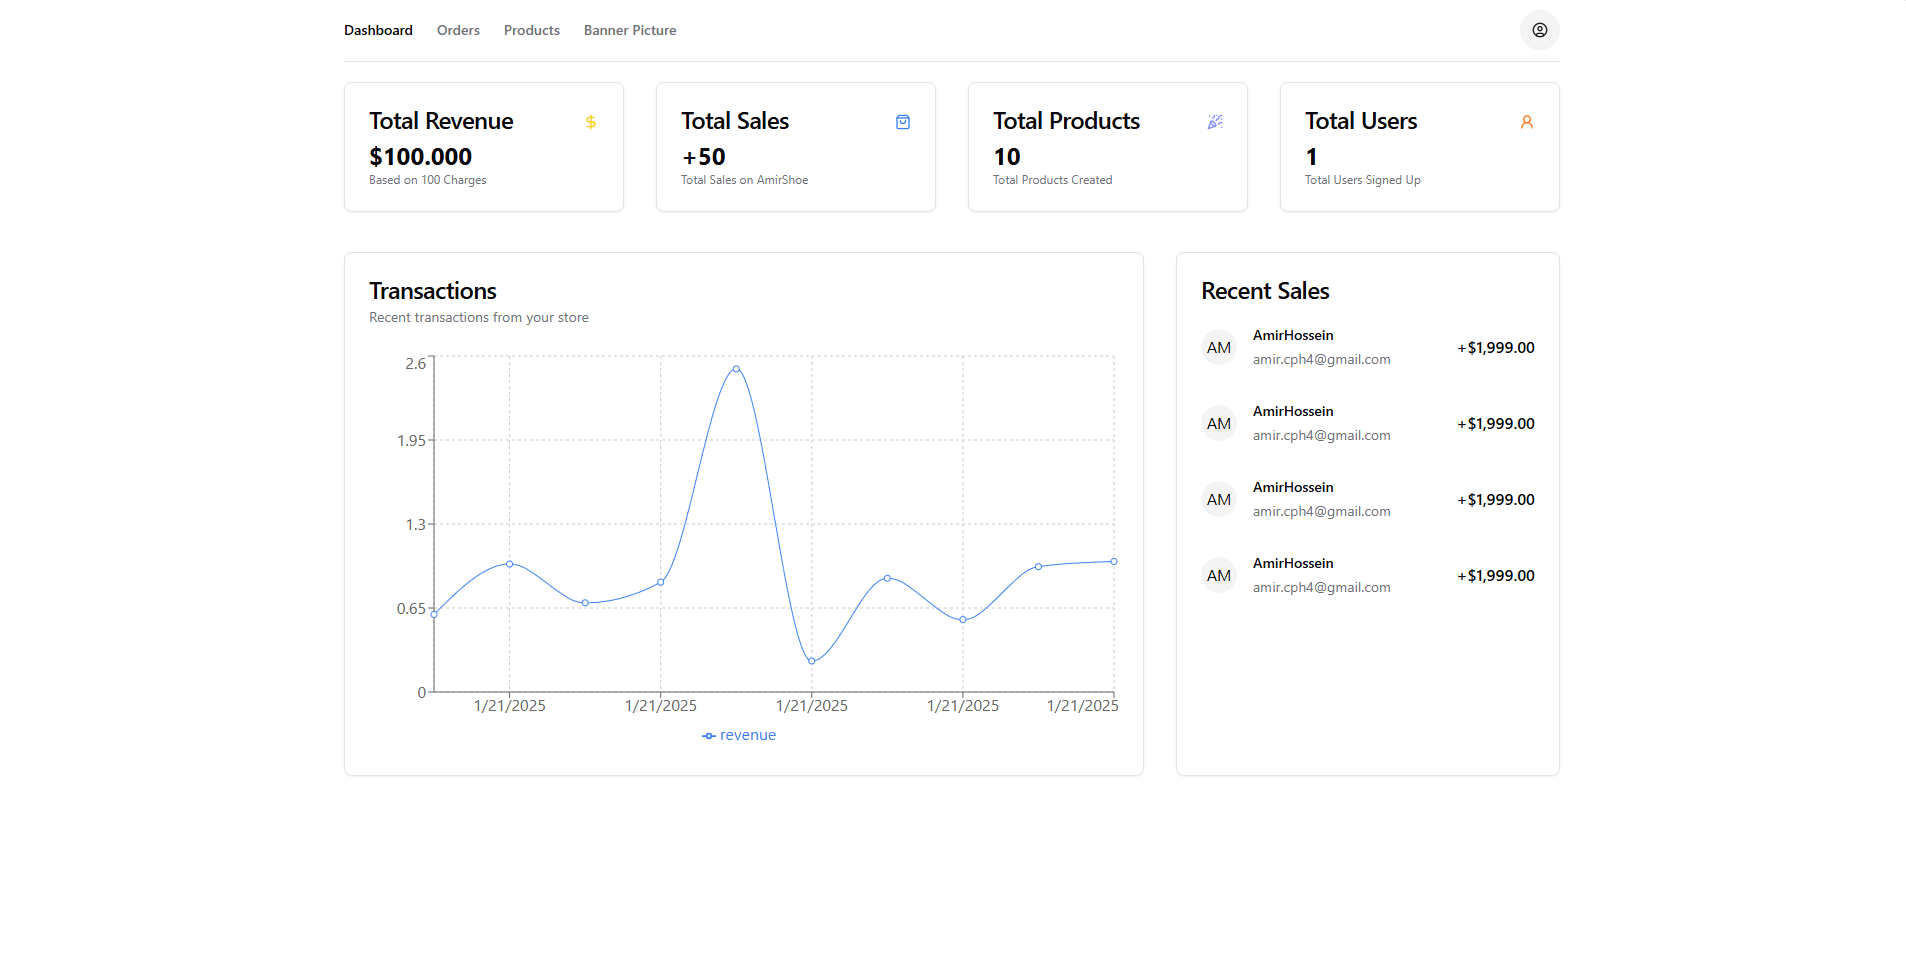 Dashboard Orders Products Banner Picture
Total Revenue
$100.000
Based on 100 Charges
Total Sales
+50
Total Sales on AmirShoe
Total Products
10
Total Products Created
Total Users
1
Total Users Signed Up
Transactions
Recent transactions from your store
2.6
1.95
1.3
0.65
0
1/21/2025 1/21/2025 1/21/2025 1/21/2025 1/21/2025
revenue
Recent Sales
AM
AmirHossein
amir.cph4@gmail.com
+$1,999.00
AM
AmirHossein
amir.cph4@gmail.com
+$1,999.00
AM
AmirHossein
amir.cph4@gmail.com
+$1,999.00
AM
AmirHossein
amir.cph4@gmail.com
+$1,999.00